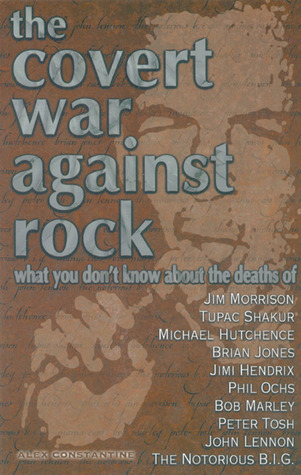 the
covert
war
against
rock
what you don't know about the deaths of
JIM MORRISON
TUPAC SHAKUR
MICHAEL HUTCHENCE
BRIAN JONES
JIMI HENDRIX
PHIL OCHS
BOB MARLEY
PETER TOSH
JOHN LENNON
THE NOTORIOUS B.I.G.
ALEX CONSTANTINE